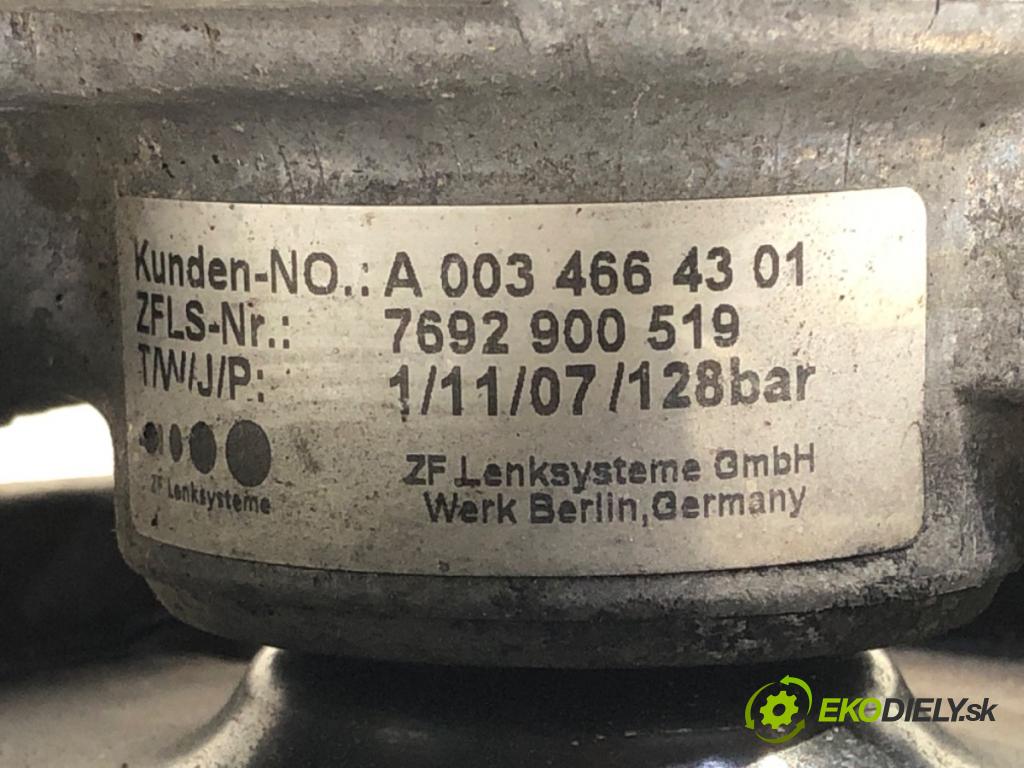 Kunden-NO.: A 003 466 43 01
ZFLS-Nr.: 7692 900 519
T/W/J/P: 1/11/07/128bar
ZF Lenksysteme
ZF Lenksysteme GmbH
Werk Berlin, Germany
EKODIELY.sk